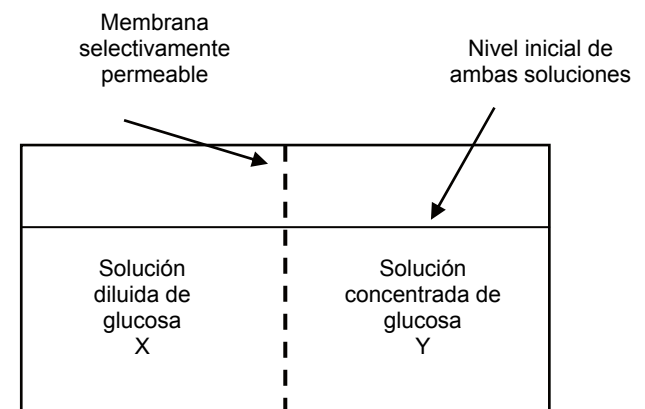 Membrana
selectivamente
permeable
Nivel inicial de
ambas soluciones
Solución
diluida de
glucosa
X
Solución
concentrada de
glucosa
Y